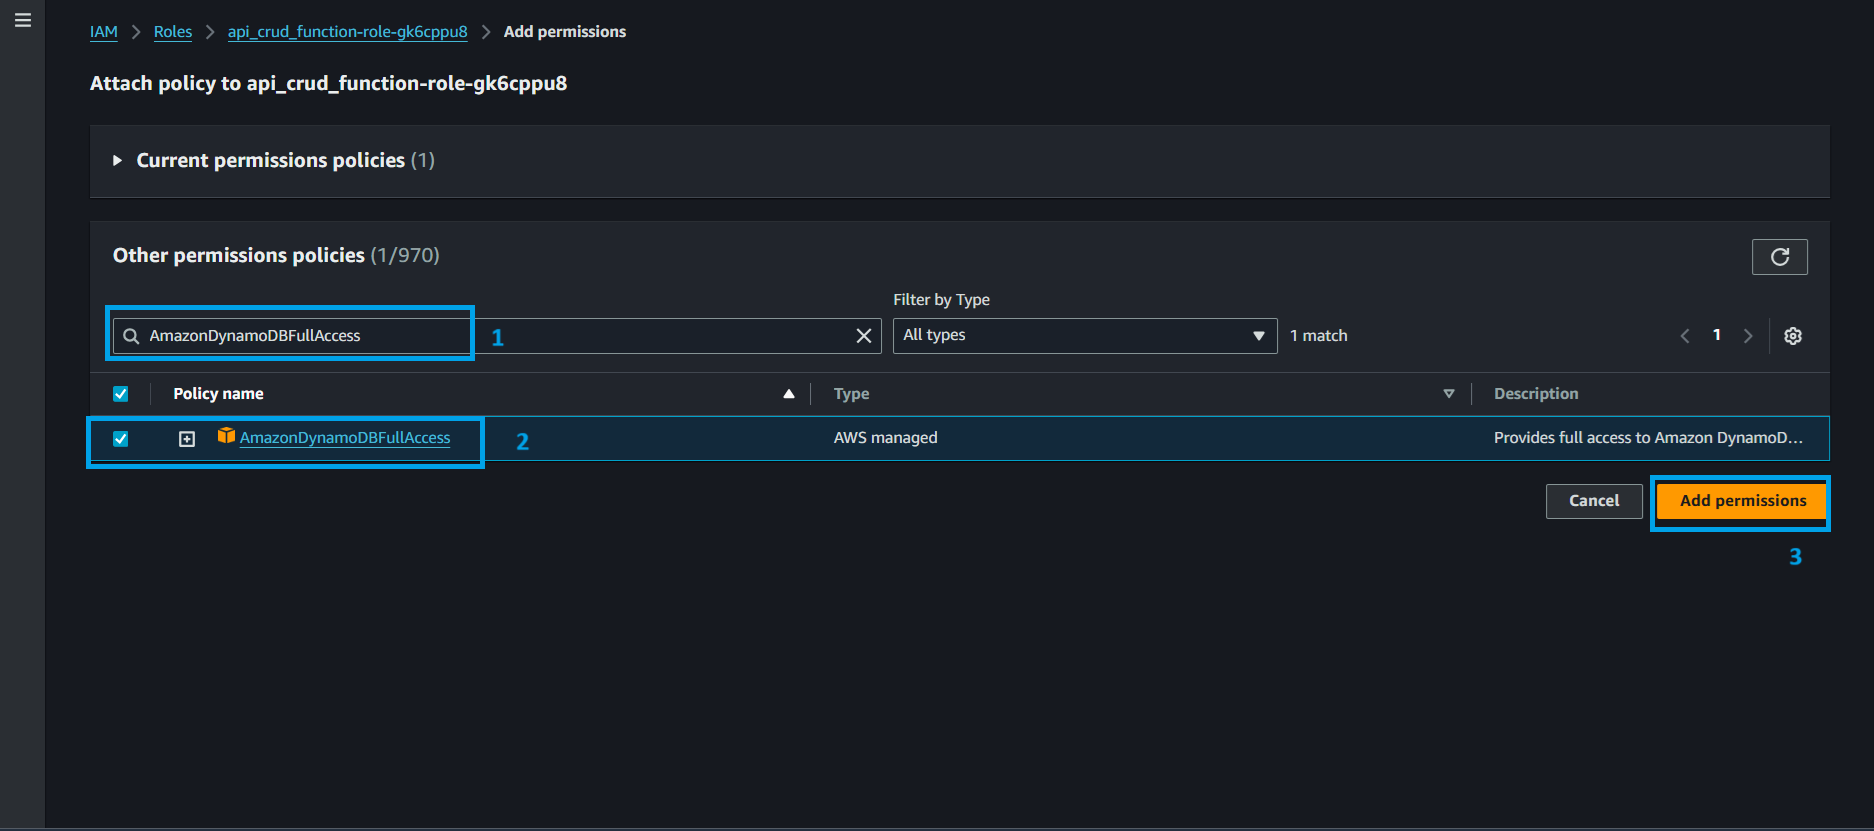 IAM > Roles > api_crud_function-role-gk6cppu8 > Add permissions
Attach policy to api_crud_function-role-gk6cppu8
Current permissions policies (1)
Other permissions policies (1/970)
Filter by Type
AmazonDynamoDBFullAccess 1 All types 1 match 1
Policy name Type Description
AmazonDynamoDBFullAccess 2 AWS managed Provides full access to Amazon DynamoD...
Cancel Add permissions
3